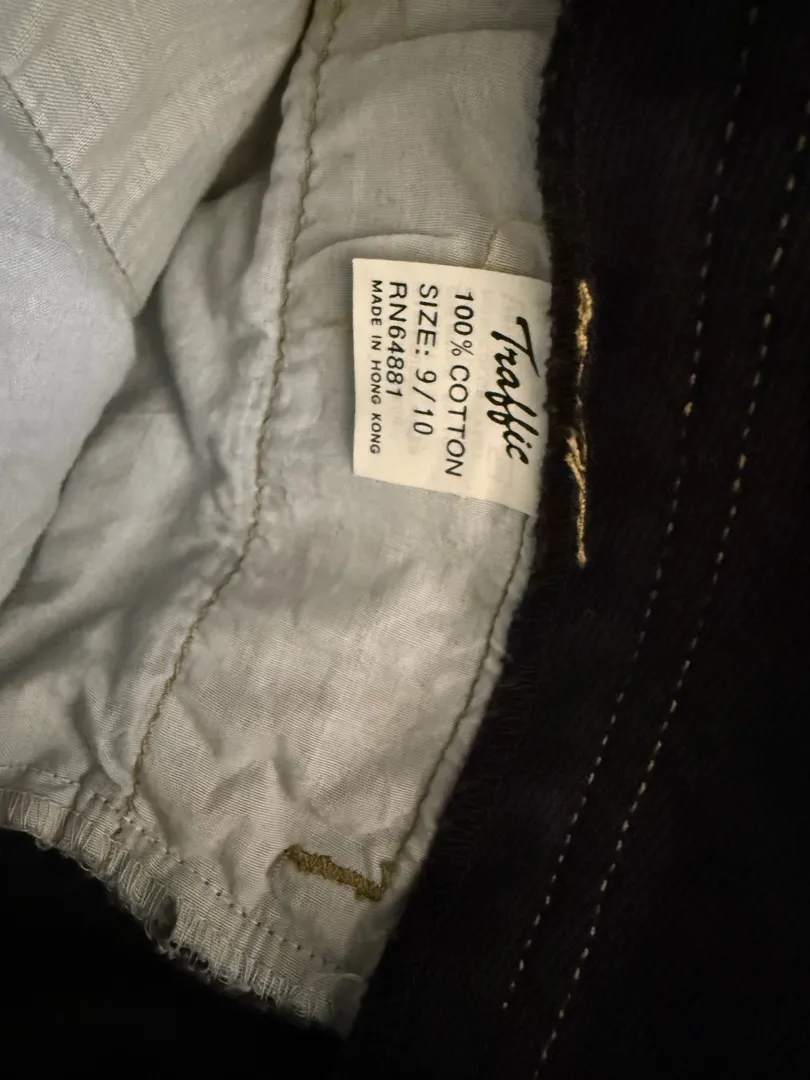 Traffic
100% COTTON
SIZE: 9/10
RN64881
MADE IN HONG KONG